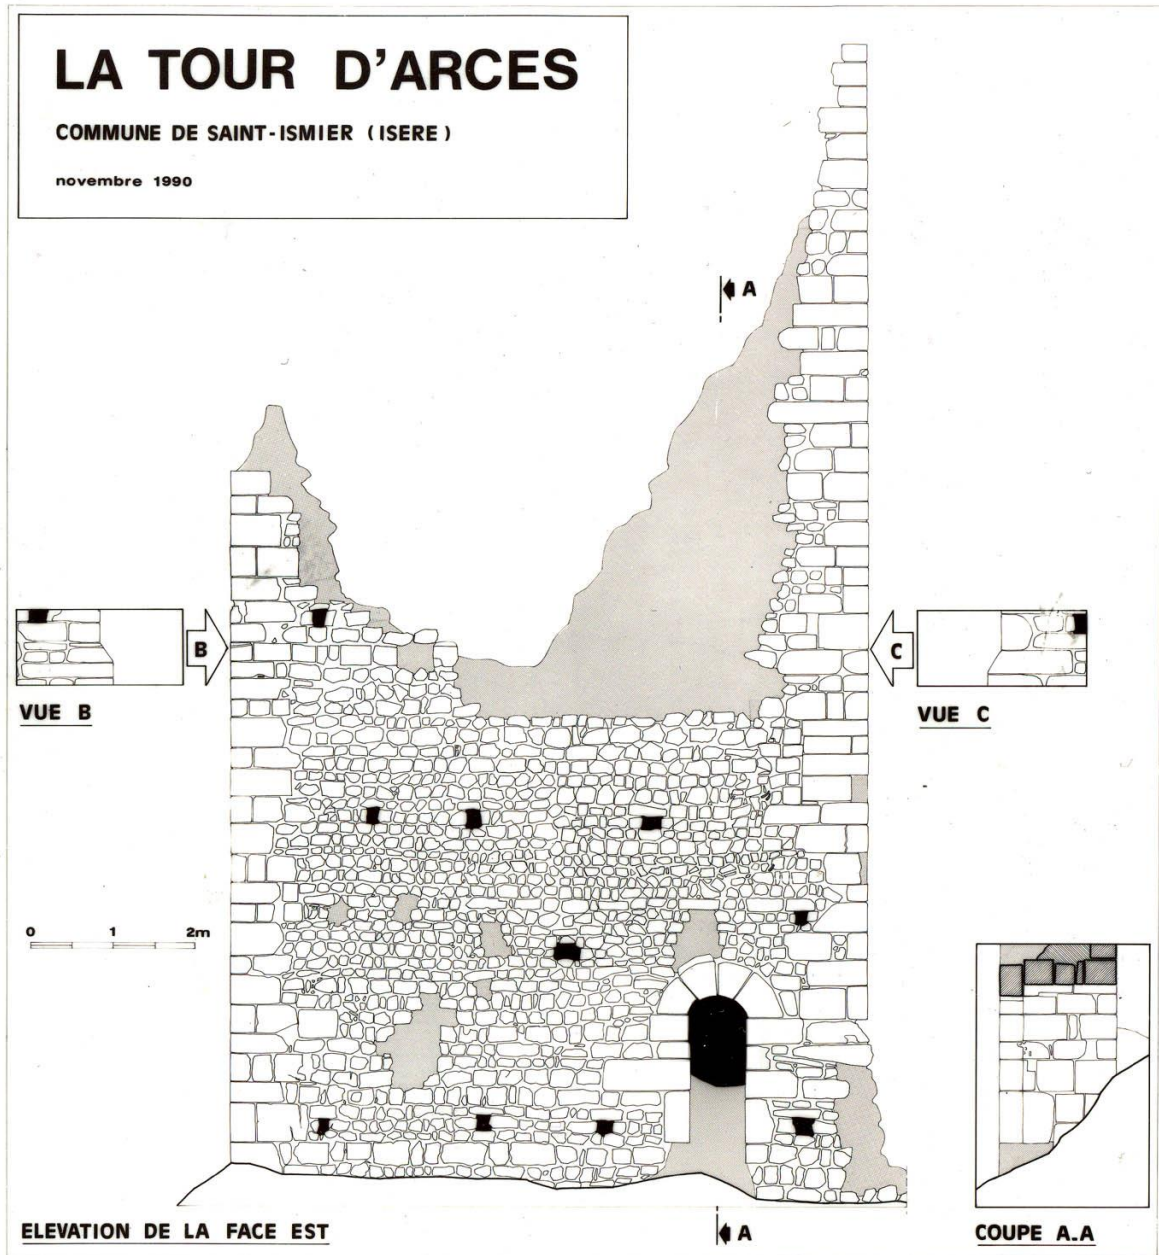 LA TOUR D'ARCES
COMMUNE DE SAINT-ISMIER (ISERE)
novembre 1990
A
B
C
VUE B
VUE C
0 1 2m
ELEVATION DE LA FACE EST
A
COUPE A.A